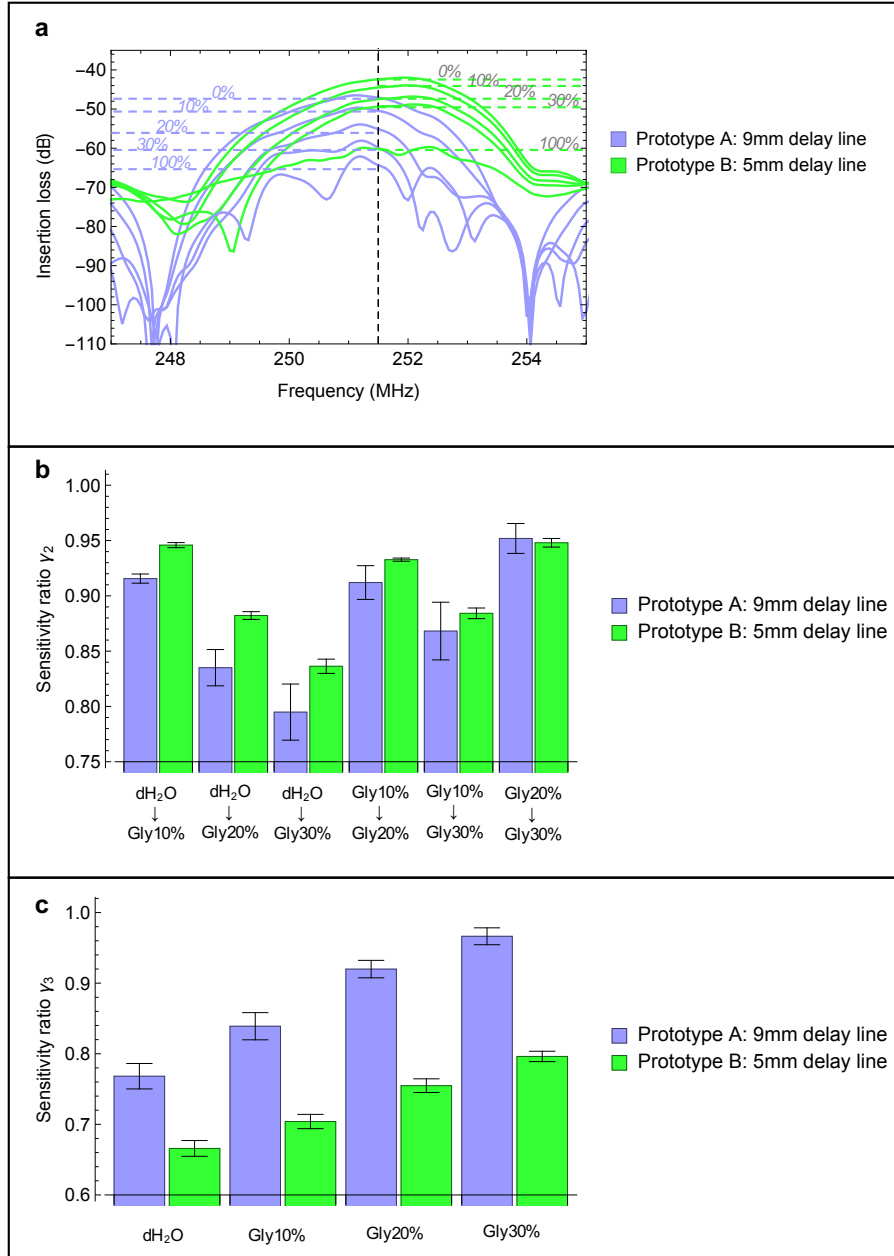 a
−40
−50
−60
−70
−80
−90
−100
−110
Insertion loss (dB)
0%
10%
20%
30%
100%
0%
10%
20%
30%
100%
248
250
252
254
Frequency (MHz)
Prototype A: 9mm delay line
Prototype B: 5mm delay line
b
1.00
0.95
0.90
0.85
0.80
0.75
Sensitivity ratio γ₂
dH₂O
↓
Gly10%
dH₂O
↓
Gly20%
dH₂O
↓
Gly30%
Gly10%
↓
Gly20%
Gly10%
↓
Gly30%
Gly20%
↓
Gly30%
Prototype A: 9mm delay line
Prototype B: 5mm delay line
c
1.0
0.9
0.8
0.7
0.6
Sensitivity ratio γ₃
dH₂O
Gly10%
Gly20%
Gly30%
Prototype A: 9mm delay line
Prototype B: 5mm delay line